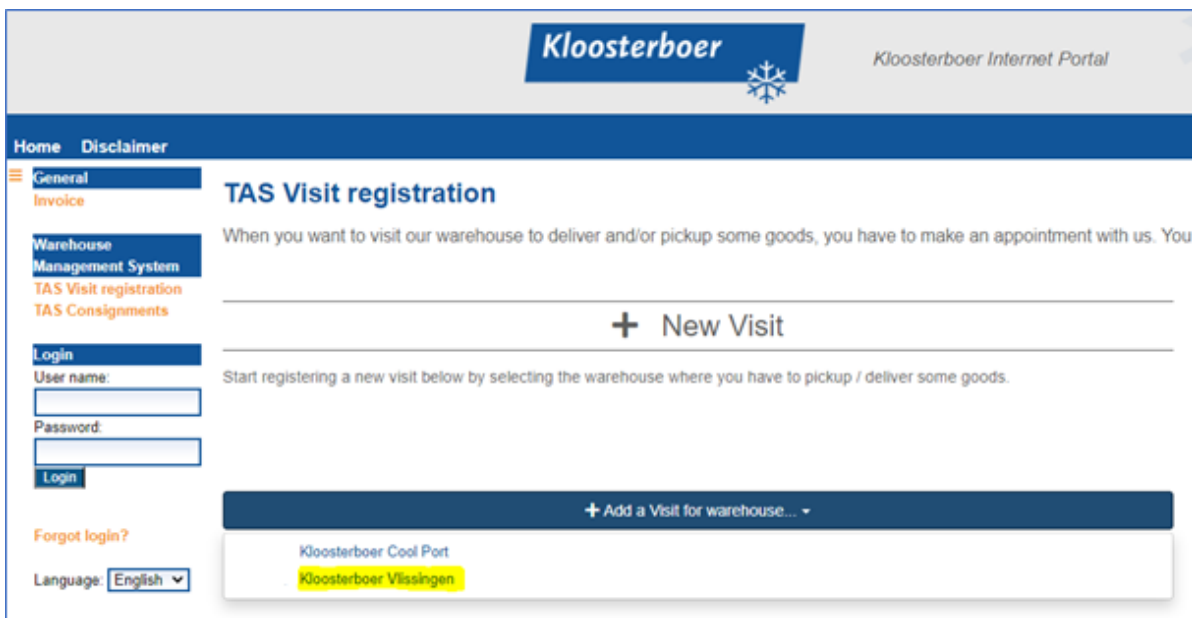 Kloosterboer
Kloosterboer Internet Portal
Home Disclaimer
General
Invoice
Warehouse
Management System
TAS Visit registration
TAS Consignments
Login
User name:
Password:
Login
Forgot login?
Language: English
TAS Visit registration
When you want to visit our warehouse to deliver and/or pickup some goods, you have to make an appointment with us. You
+ New Visit
Start registering a new visit below by selecting the warehouse where you have to pickup / deliver some goods.
+ Add a Visit for warehouse...
Kloosterboer Cool Port
Kloosterboer Vlissingen